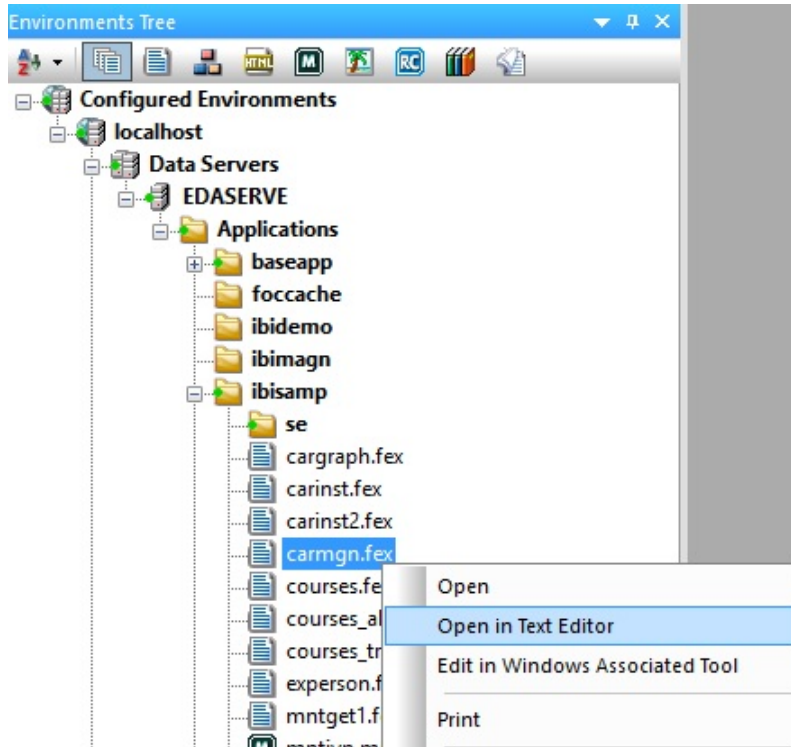 Environments Tree
A
Z
HTML
M
RC
Configured Environments
localhost
Data Servers
EDASERVE
Applications
baseapp
foccache
ibidemo
ibimagn
ibisamp
se
cargraph.fex
carinst.fex
carinst2.fex
carmgn.fex
courses.fe
Open
courses_al
Open in Text Editor
courses_tr
Edit in Windows Associated Tool
experson.f
mntget1.f
Print
M